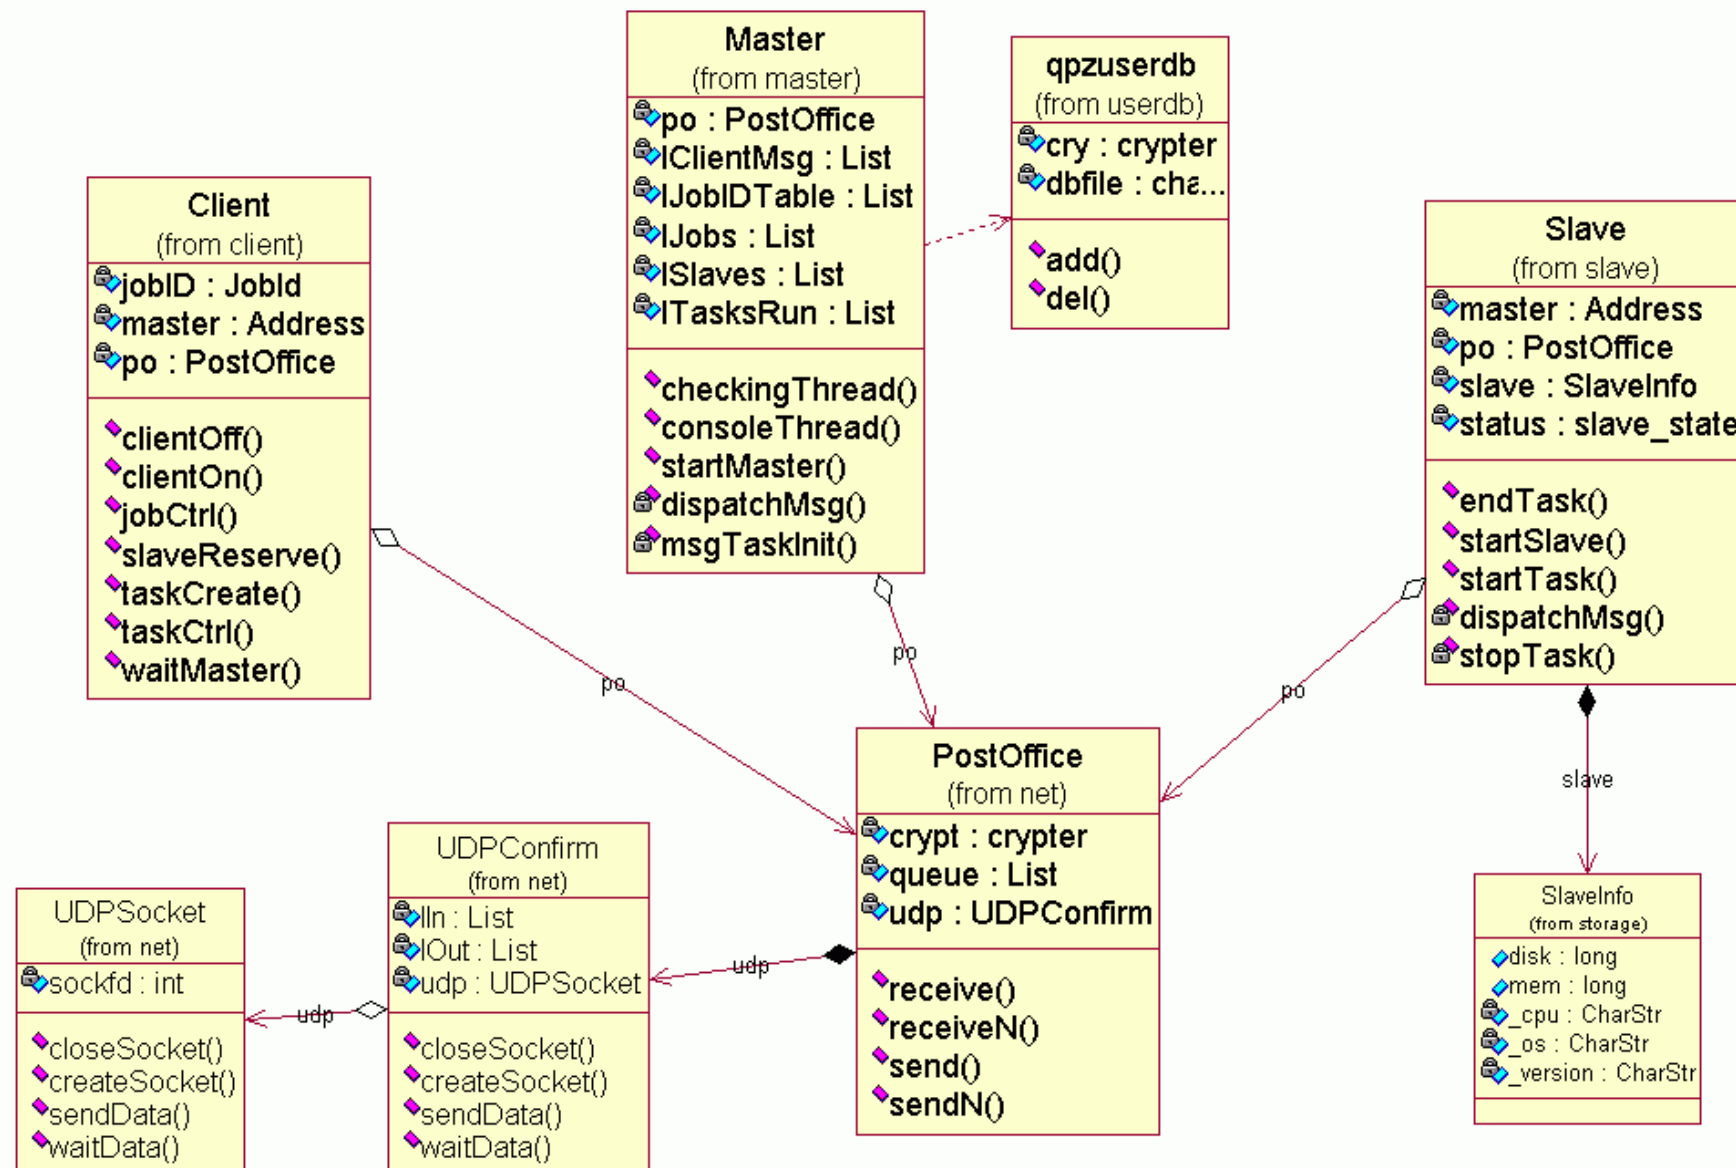 Master
(from master)
po : PostOffice
lClientMsg : List
lJobIDTable : List
lJobs : List
lSlaves : List
lTasksRun : List
checkingThread()
consoleThread()
startMaster()
dispatchMsg()
msgTaskInit()
qpzuserdb
(from userdb)
cry : crypter
dbfile : cha...
add()
del()
Client
(from client)
jobID : JobId
master : Address
po : PostOffice
clientOff()
clientOn()
jobCtrl()
slaveReserve()
taskCreate()
taskCtrl()
waitMaster()
Slave
(from slave)
master : Address
po : PostOffice
slave : SlaveInfo
status : slave_state
endTask()
startSlave()
startTask()
dispatchMsg()
stopTask()
po
po
po
slave
PostOffice
(from net)
crypt : crypter
queue : List
udp : UDPConfirm
receive()
receiveN()
send()
sendN()
udp
UDPConfirm
(from net)
lIn : List
lOut : List
udp : UDPSocket
closeSocket()
createSocket()
sendData()
waitData()
udp
UDPSocket
(from net)
sockfd : int
closeSocket()
createSocket()
sendData()
waitData()
SlaveInfo
(from storage)
disk : long
mem : long
_cpu : CharStr
_os : CharStr
_version : CharStr